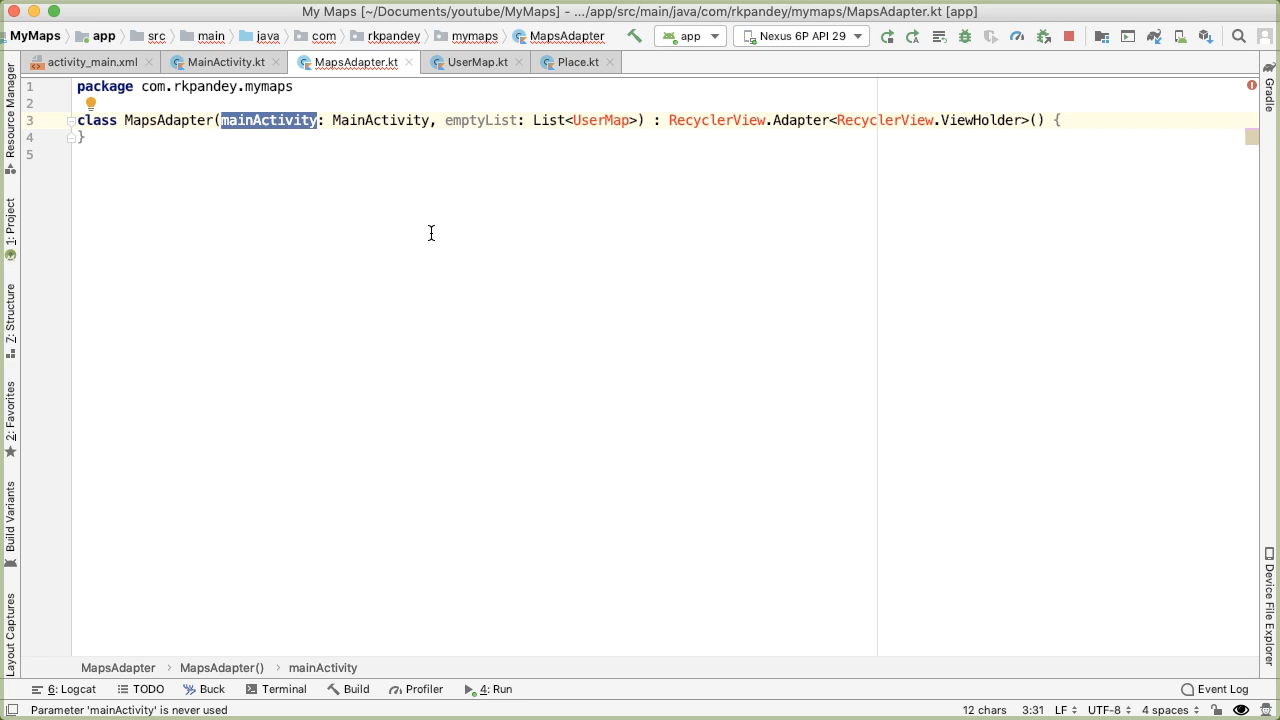 My Maps [~/Documents/youtube/MyMaps] - .../app/src/main/java/com/rkpandey/mymaps/MapsAdapter.kt [app]
MyMaps app src main java com rkpandey mymaps MapsAdapter app Nexus 6P API 29
activity_main.xml MainActivity.kt MapsAdapter.kt UserMap.kt Place.kt
1 package com.rkpandey.mymaps
2
3 class MapsAdapter(mainActivity: MainActivity, emptyList: List<UserMap>) : RecyclerView.Adapter<RecyclerView.ViewHolder>() {
4 }
5
Resource Manager
1: Project
7: Structure
2: Favorites
Build Variants
Layout Captures
Gradle
Device File Explorer
MapsAdapter › MapsAdapter() › mainActivity
6: Logcat TODO Buck Terminal Build Profiler 4: Run Event Log
Parameter 'mainActivity' is never used 12 chars 3:31 LF UTF-8 4 spaces